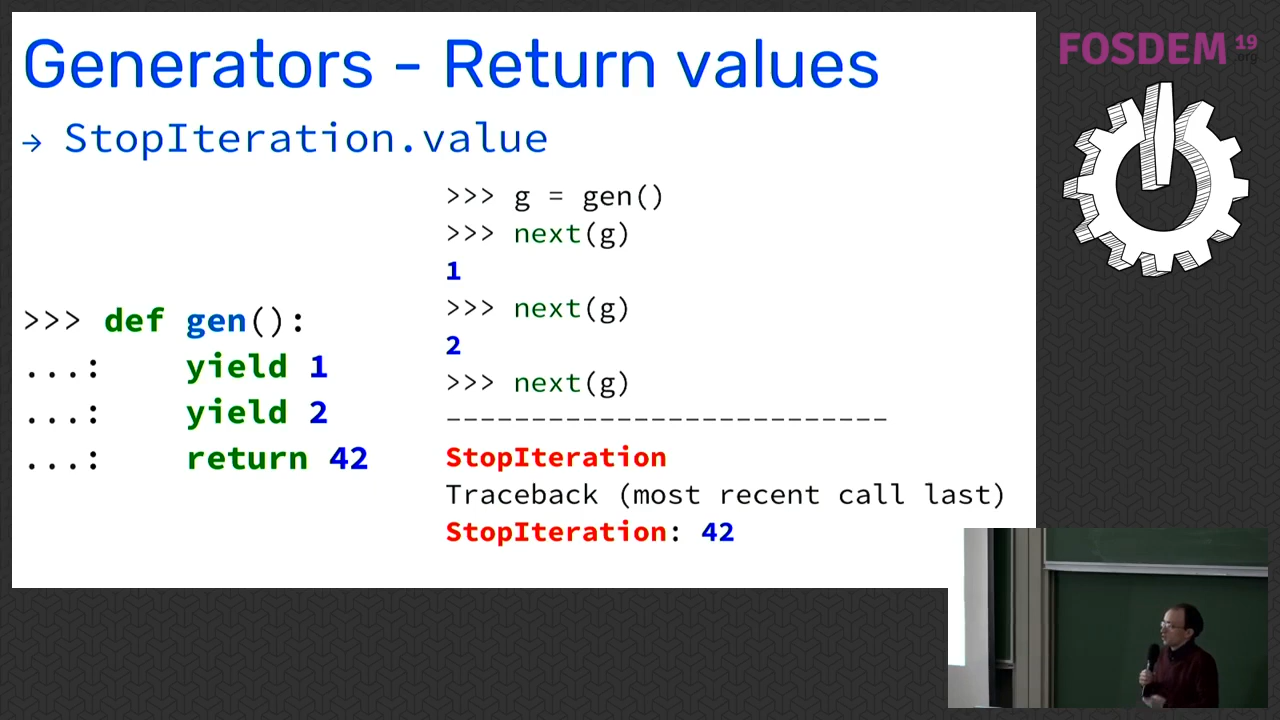 Generators - Return values
→ StopIteration.value
>>> def gen():
...:    yield 1
...:    yield 2
...:    return 42
>>> g = gen()
>>> next(g)
1
>>> next(g)
2
>>> next(g)
--------------------------
StopIteration
Traceback (most recent call last)
StopIteration: 42
FOSDEM 19
.org